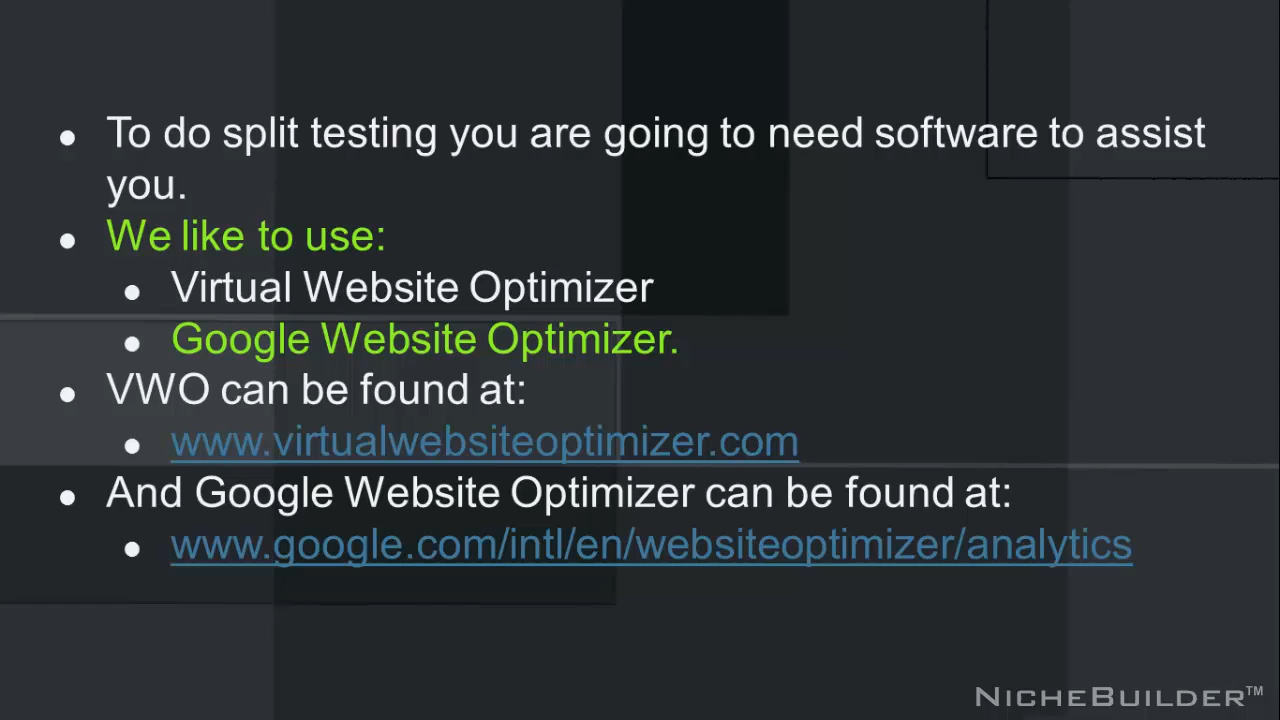 ● To do split testing you are going to need software to assist
you.
● We like to use:
● Virtual Website Optimizer
● Google Website Optimizer.
● VWO can be found at:
● www.virtualwebsiteoptimizer.com
● And Google Website Optimizer can be found at:
● www.google.com/intl/en/websiteoptimizer/analytics
NICHEBUILDER™